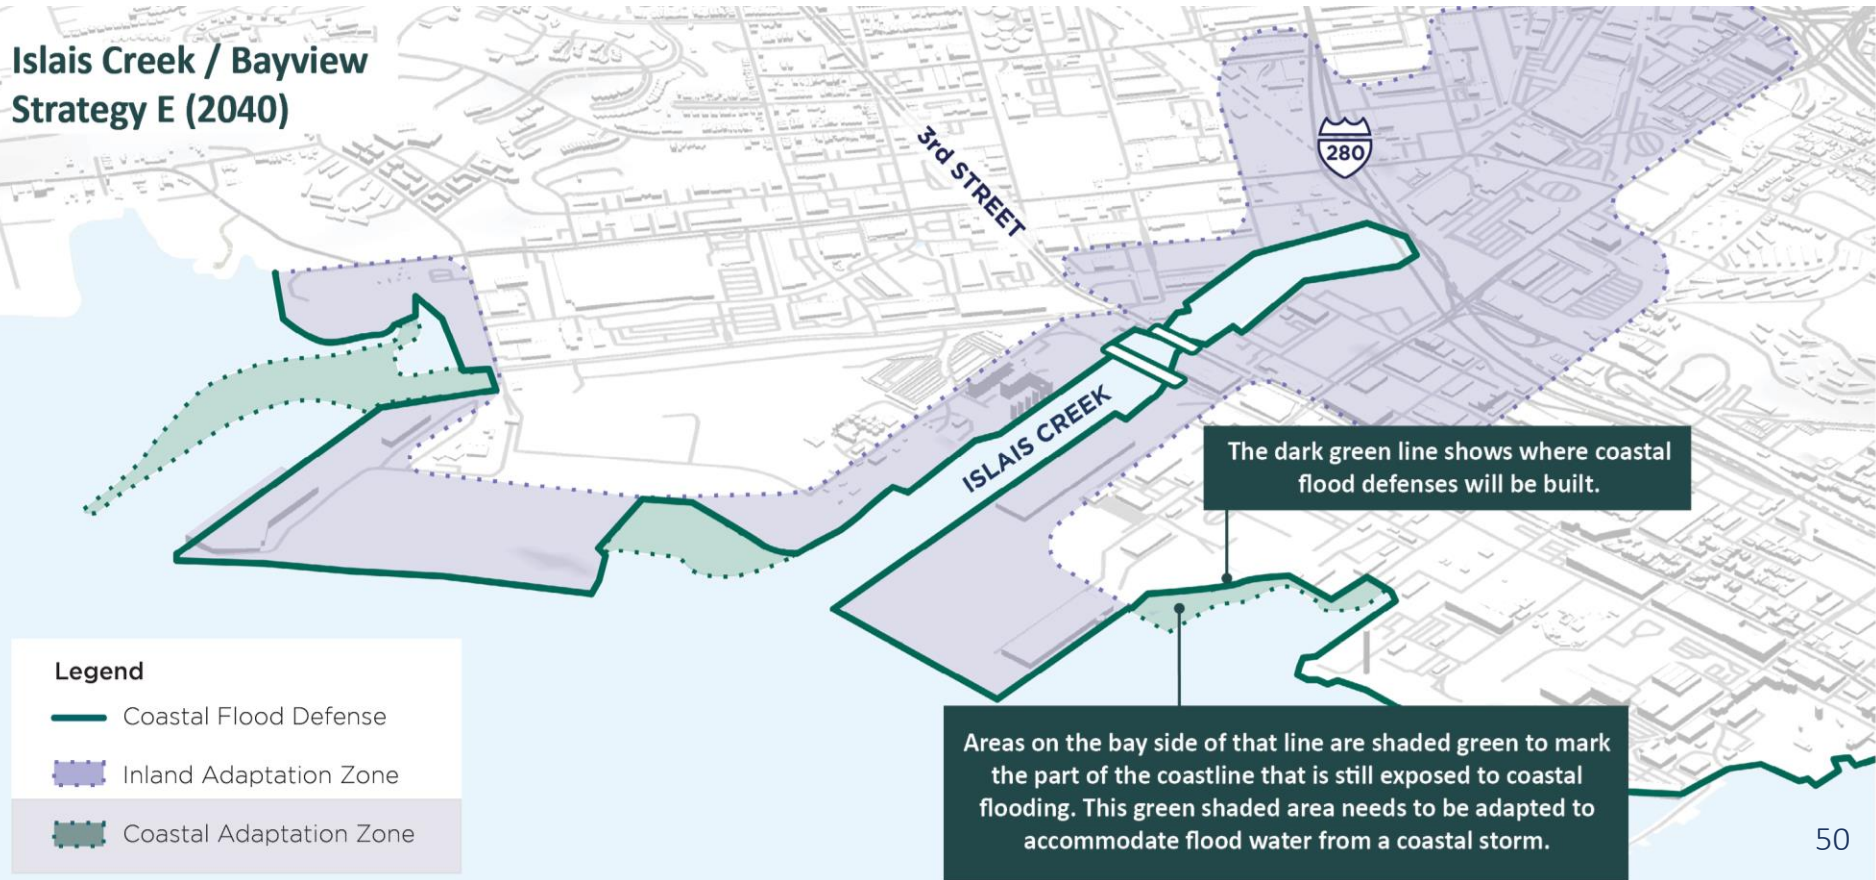 Islais Creek / Bayview
Strategy E (2040)
3rd STREET
280
ISLAIS CREEK
The dark green line shows where coastal
flood defenses will be built.
Areas on the bay side of that line are shaded green to mark
the part of the coastline that is still exposed to coastal
flooding. This green shaded area needs to be adapted to
accommodate flood water from a coastal storm.
Legend
Coastal Flood Defense
Inland Adaptation Zone
Coastal Adaptation Zone
50